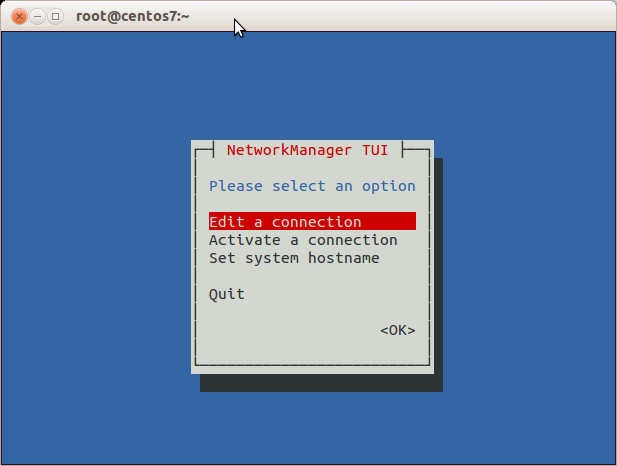 root@centos7:~
NetworkManager TUI
Please select an option
Edit a connection
Activate a connection
Set system hostname
Quit
<OK>